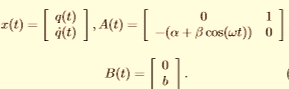 x(t) = [ q(t) ; q̇(t) ], A(t) = [ 0 1 ; −(α + β cos(ωt)) 0 ]
B(t) = [ 0 ; b ]. (